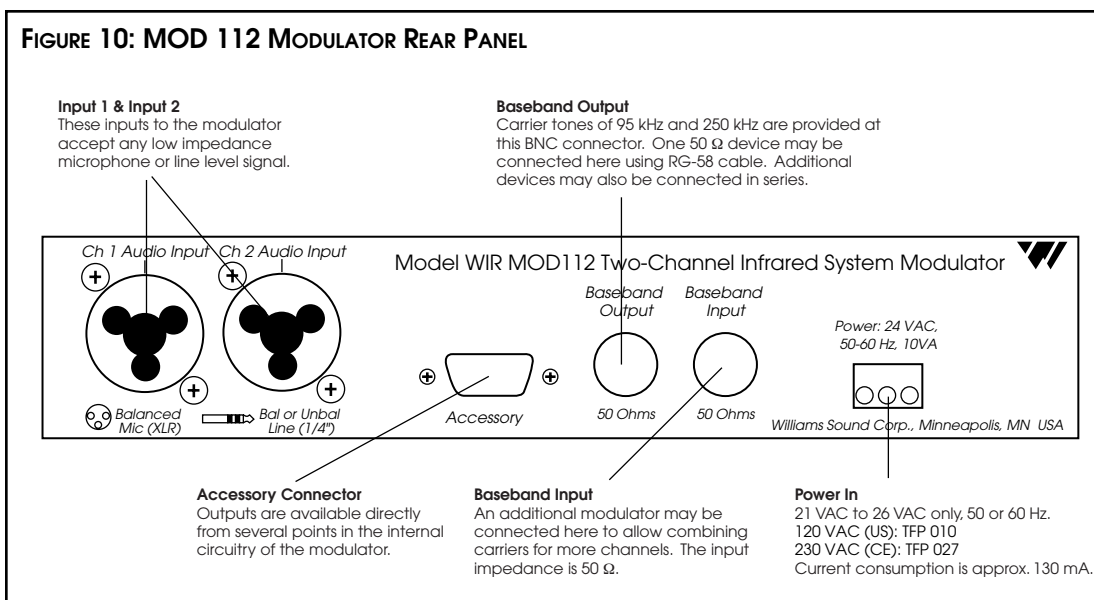 FIGURE 10: MOD 112 MODULATOR REAR PANEL
Input 1 & Input 2
These inputs to the modulator
accept any low impedance
microphone or line level signal.
Baseband Output
Carrier tones of 95 kHz and 250 kHz are provided at
this BNC connector. One 50 Ω device may be
connected here using RG-58 cable. Additional
devices may also be connected in series.
Ch 1 Audio Input
Ch 2 Audio Input
Model WIR MOD112 Two-Channel Infrared System Modulator
Baseband
Output
Baseband
Input
Power: 24 VAC,
50-60 Hz, 10VA
Balanced
Mic (XLR)
Bal or Unbal
Line (1/4")
Accessory
50 Ohms
50 Ohms
Williams Sound Corp., Minneapolis, MN USA
Accessory Connector
Outputs are available directly
from several points in the internal
circuitry of the modulator.
Baseband Input
An additional modulator may be
connected here to allow combining
carriers for more channels. The input
impedance is 50 Ω.
Power In
21 VAC to 26 VAC only, 50 or 60 Hz.
120 VAC (US): TFP 010
230 VAC (CE): TFP 027
Current consumption is approx. 130 mA.